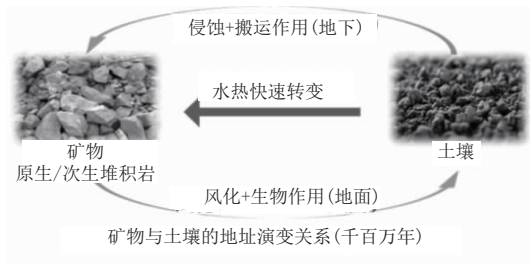 侵蚀+搬运作用(地下)
水热快速转变
矿物
原生/次生堆积岩
土壤
风化+生物作用(地面)
矿物与土壤的地址演变关系(千百万年)